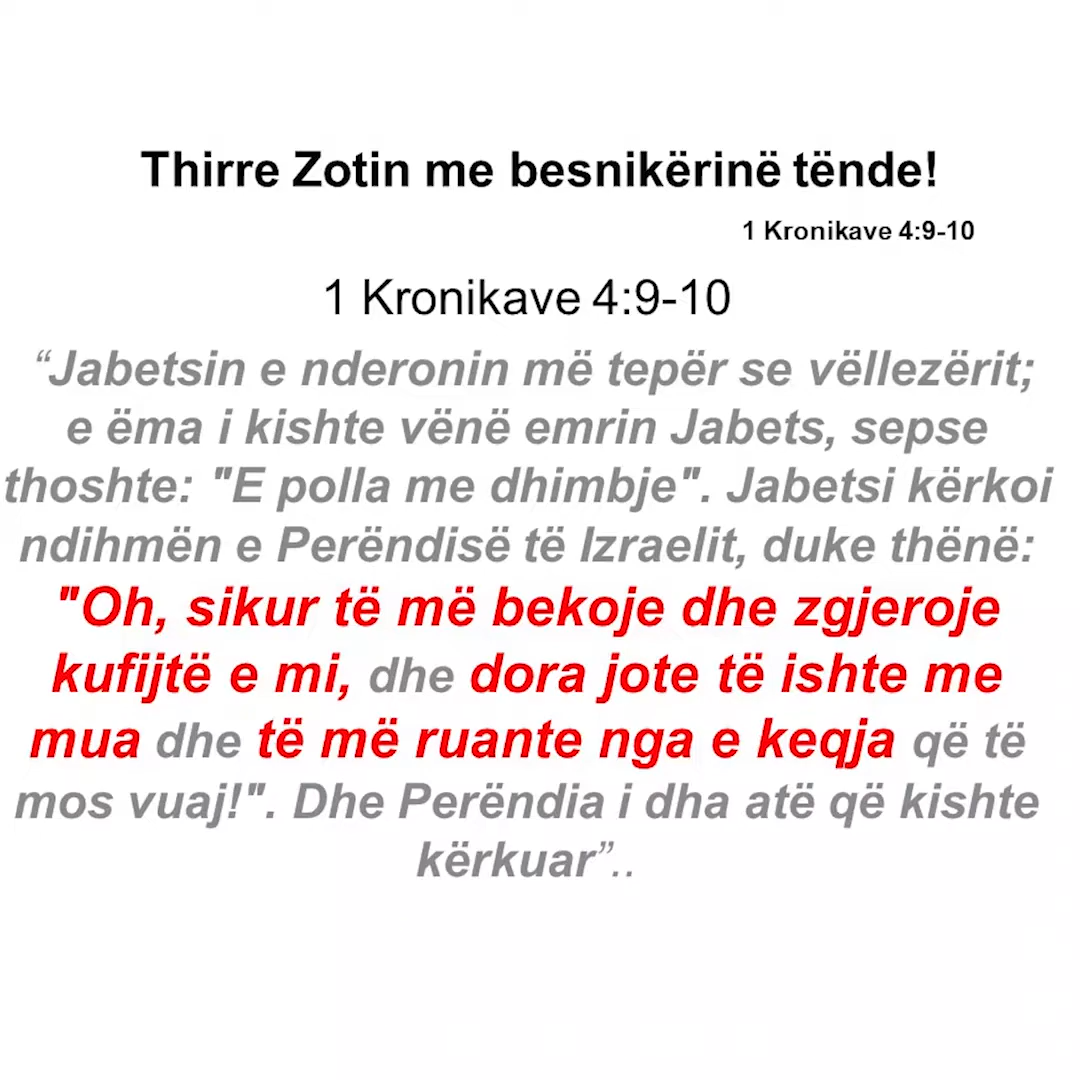 Thirre Zotin me besnikërinë tënde!
1 Kronikave 4:9-10
1 Kronikave 4:9-10
“Jabetsin e nderonin më tepër se vëllezërit;
e ëma i kishte vënë emrin Jabets, sepse
thoshte: "E polla me dhimbje". Jabetsi kërkoi
ndihmën e Perëndisë të Izraelit, duke thënë:
"Oh, sikur të më bekoje dhe zgjeroje
kufijtë e mi, dhe dora jote të ishte me
mua dhe të më ruante nga e keqja që të
mos vuaj!". Dhe Perëndia i dha atë që kishte
kërkuar”..